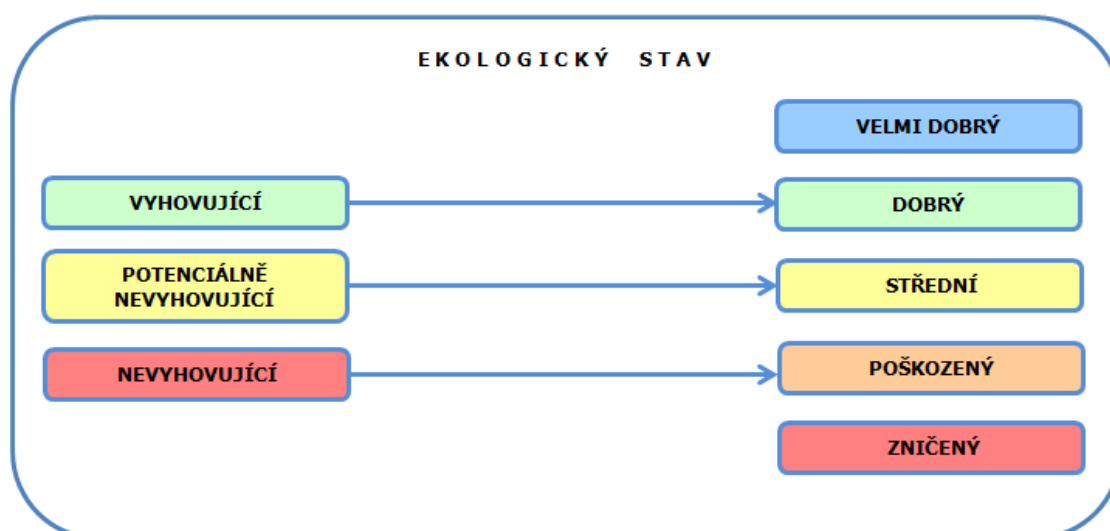 EKOLOGICKÝ STAV
VELMI DOBRÝ
VYHOVUJÍCÍ
DOBRÝ
POTENCIÁLNĚ
NEVYHOVUJÍCÍ
STŘEDNÍ
NEVYHOVUJÍCÍ
POŠKOZENÝ
ZNIČENÝ